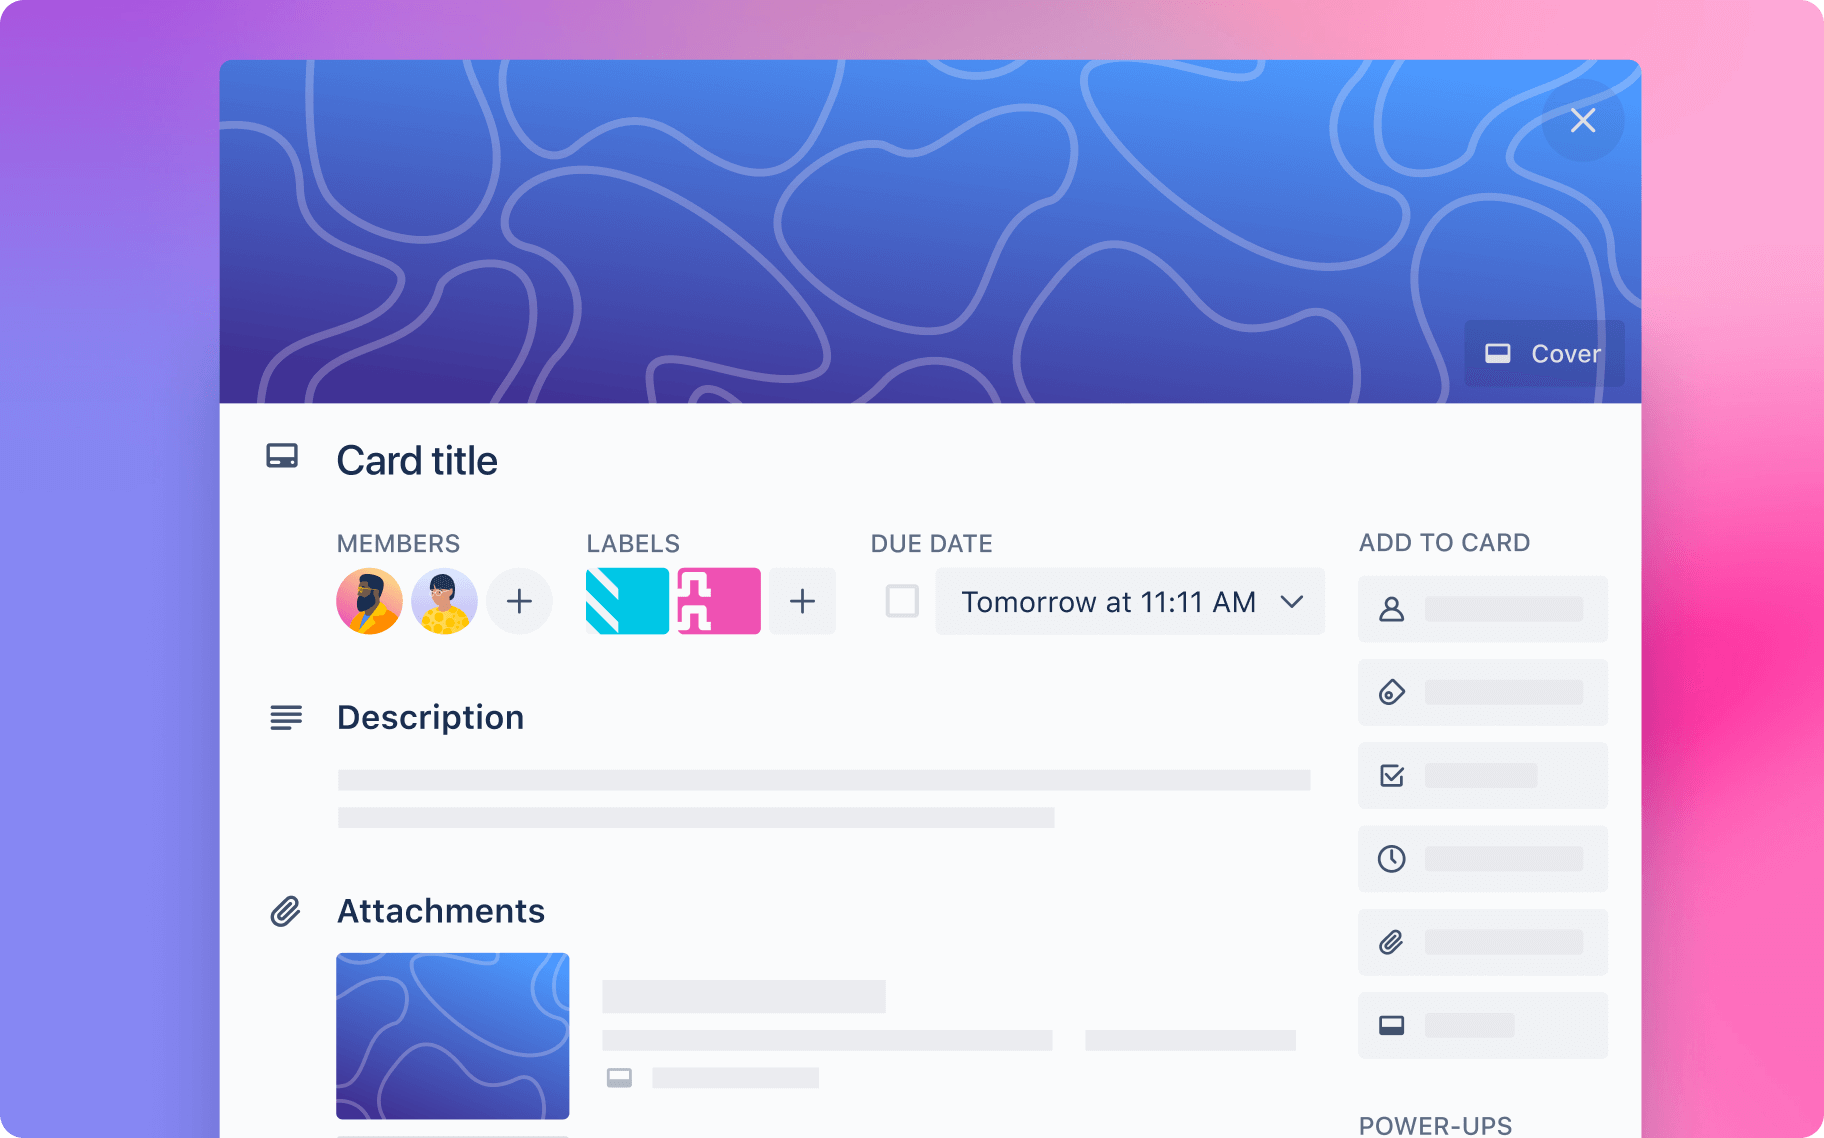 Cover
Card title
MEMBERS
LABELS
DUE DATE
Tomorrow at 11:11 AM
Description
Attachments
ADD TO CARD
POWER-UPS